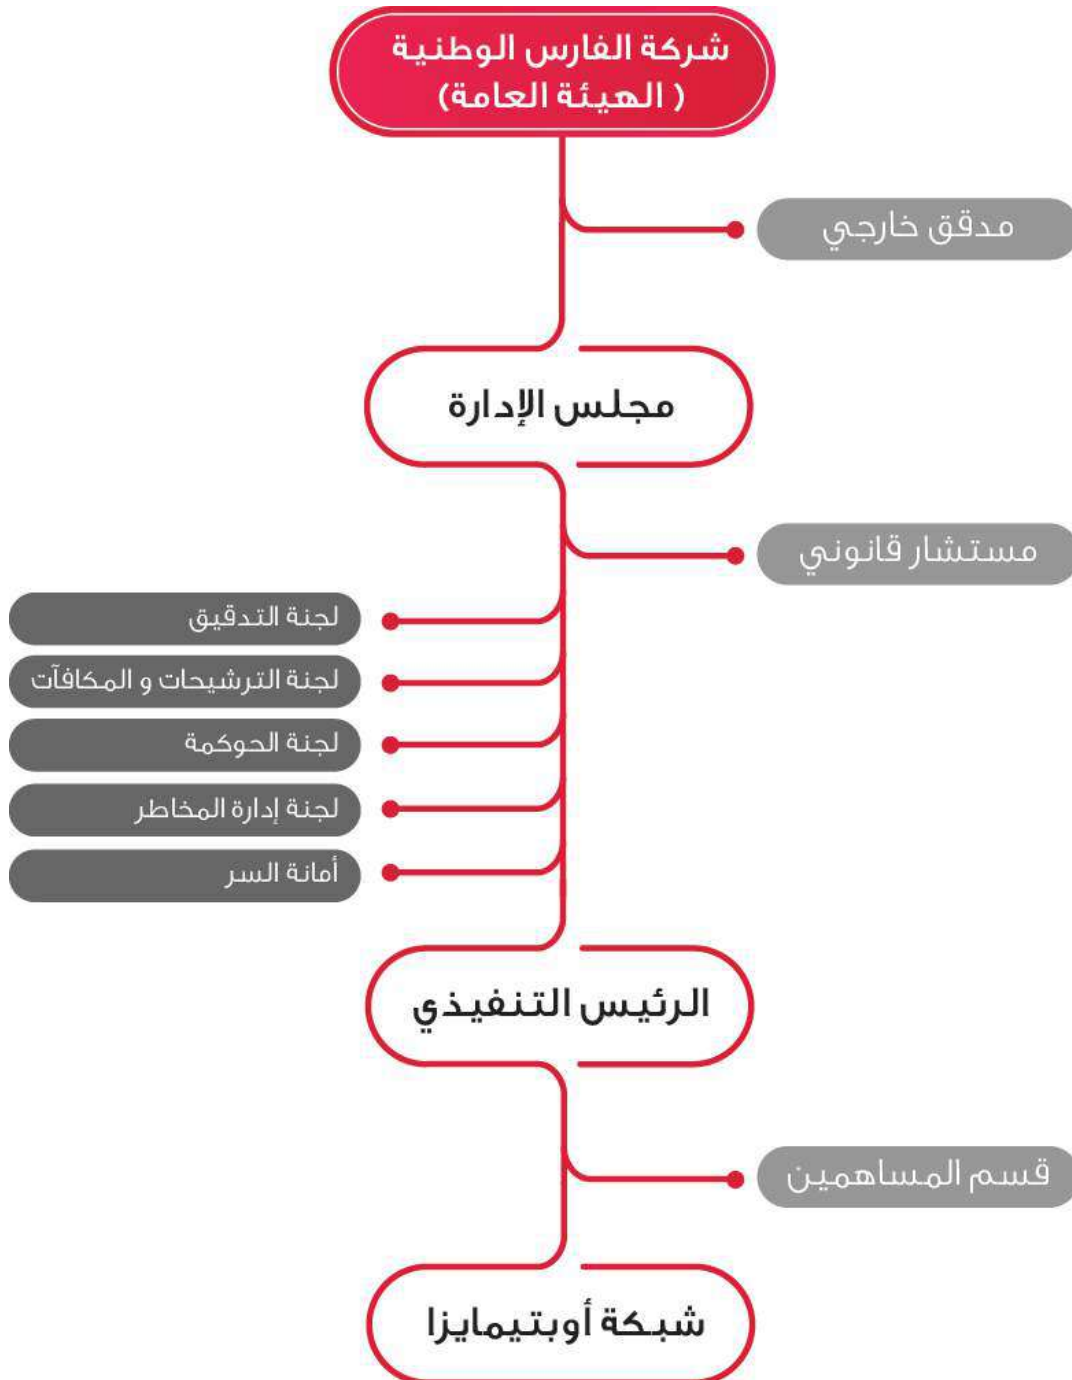 شركة الفارس الوطنية
( الهيئة العامة)
مدقق خارجي
مجلس الإدارة
مستشار قانوني
لجنة التدقيق
لجنة الترشيحات و المكافآت
لجنة الحوكمة
لجنة إدارة المخاطر
أمانة السر
الرئيس التنفيذي
قسم المساهمين
شبكة أوبتيمايزا